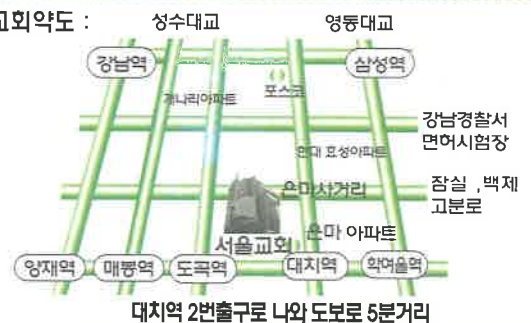 교회약도 :
성수대교
영동대교
강남역
삼성역
포스코
개나리아파트
강남경찰서
면허시험장
현대 효성아파트
은마사거리
잠실 ,백제
고분로
서울교회
은마 아파트
양재역
매봉역
도곡역
대치역
학여울역
대치역 2번출구로 나와 도보로 5분거리